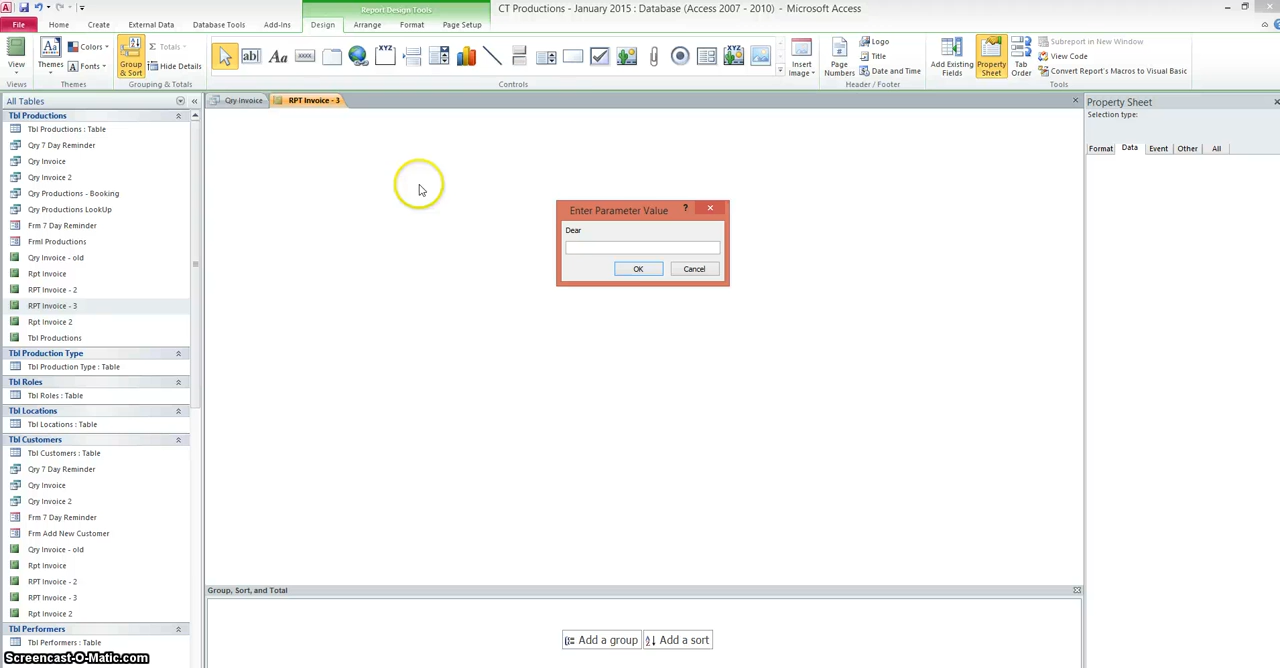 Report Design Tools
CT Productions - January 2015 : Database (Access 2007 - 2010) - Microsoft Access
File Home Create External Data Database Tools Add-Ins Design Arrange Format Page Setup
View
Views
Themes
Colors
Fonts
Themes
Group & Sort
Σ Totals
Hide Details
Grouping & Totals
ab|
Aa
XXXX
XYZ
XYZ
Controls
Insert Image
Page Numbers
Logo
Title
Date and Time
Header / Footer
Add Existing Fields
Property Sheet
Tab Order
Subreport in New Window
View Code
Convert Report's Macros to Visual Basic
Tools
All Tables
Tbl Productions
Tbl Productions : Table
Qry 7 Day Reminder
Qry Invoice
Qry Invoice 2
Qry Productions - Booking
Qry Productions LookUp
Frm 7 Day Reminder
Frml Productions
Qry Invoice - old
Rpt Invoice
RPT Invoice - 2
RPT Invoice - 3
Rpt Invoice 2
Tbl Productions
Tbl Production Type
Tbl Production Type : Table
Tbl Roles
Tbl Roles : Table
Tbl Locations
Tbl Locations : Table
Tbl Customers
Tbl Customers : Table
Qry 7 Day Reminder
Qry Invoice
Qry Invoice 2
Frm 7 Day Reminder
Frm Add New Customer
Qry Invoice - old
Rpt Invoice
RPT Invoice - 2
RPT Invoice - 3
Rpt Invoice 2
Tbl Performers
Tbl Performers : Table
Screencast-O-Matic.com
Qry Invoice RPT Invoice - 3
Enter Parameter Value
Dear
OK Cancel
Group, Sort, and Total
Add a group Add a sort
Property Sheet
Selection type:
Format Data Event Other All